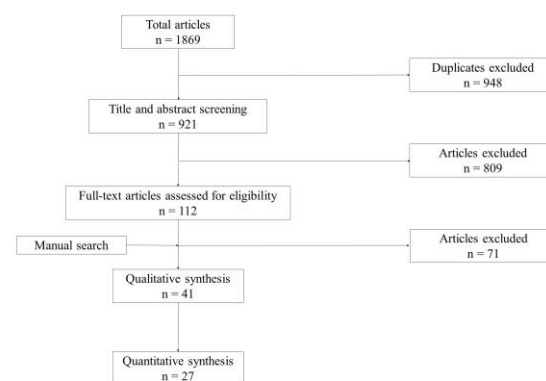 Total articles
n = 1869
Duplicates excluded
n = 948
Title and abstract screening
n = 921
Articles excluded
n = 809
Full-text articles assessed for eligibility
n = 112
Manual search
Articles excluded
n = 71
Qualitative synthesis
n = 41
Quantitative synthesis
n = 27